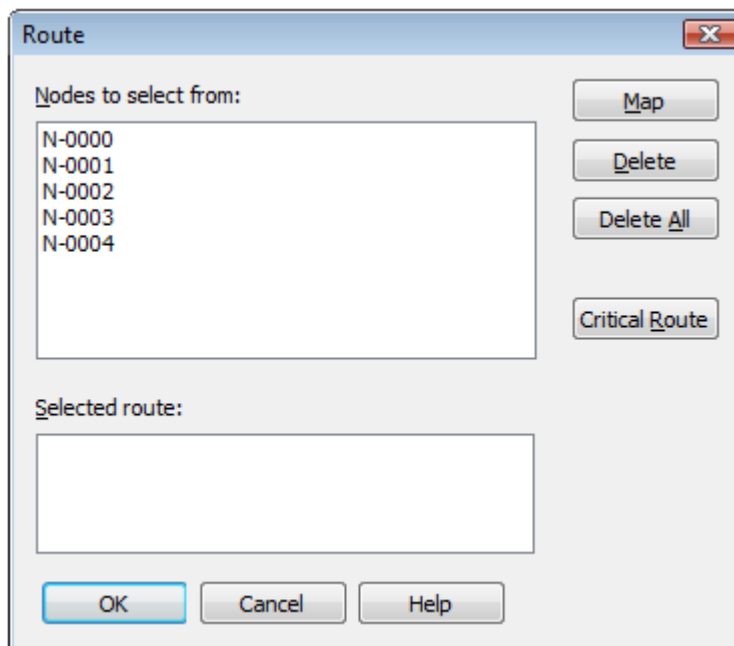 Route
Nodes to select from:
N-0000
N-0001
N-0002
N-0003
N-0004
Map
Delete
Delete All
Critical Route
Selected route:
OK
Cancel
Help